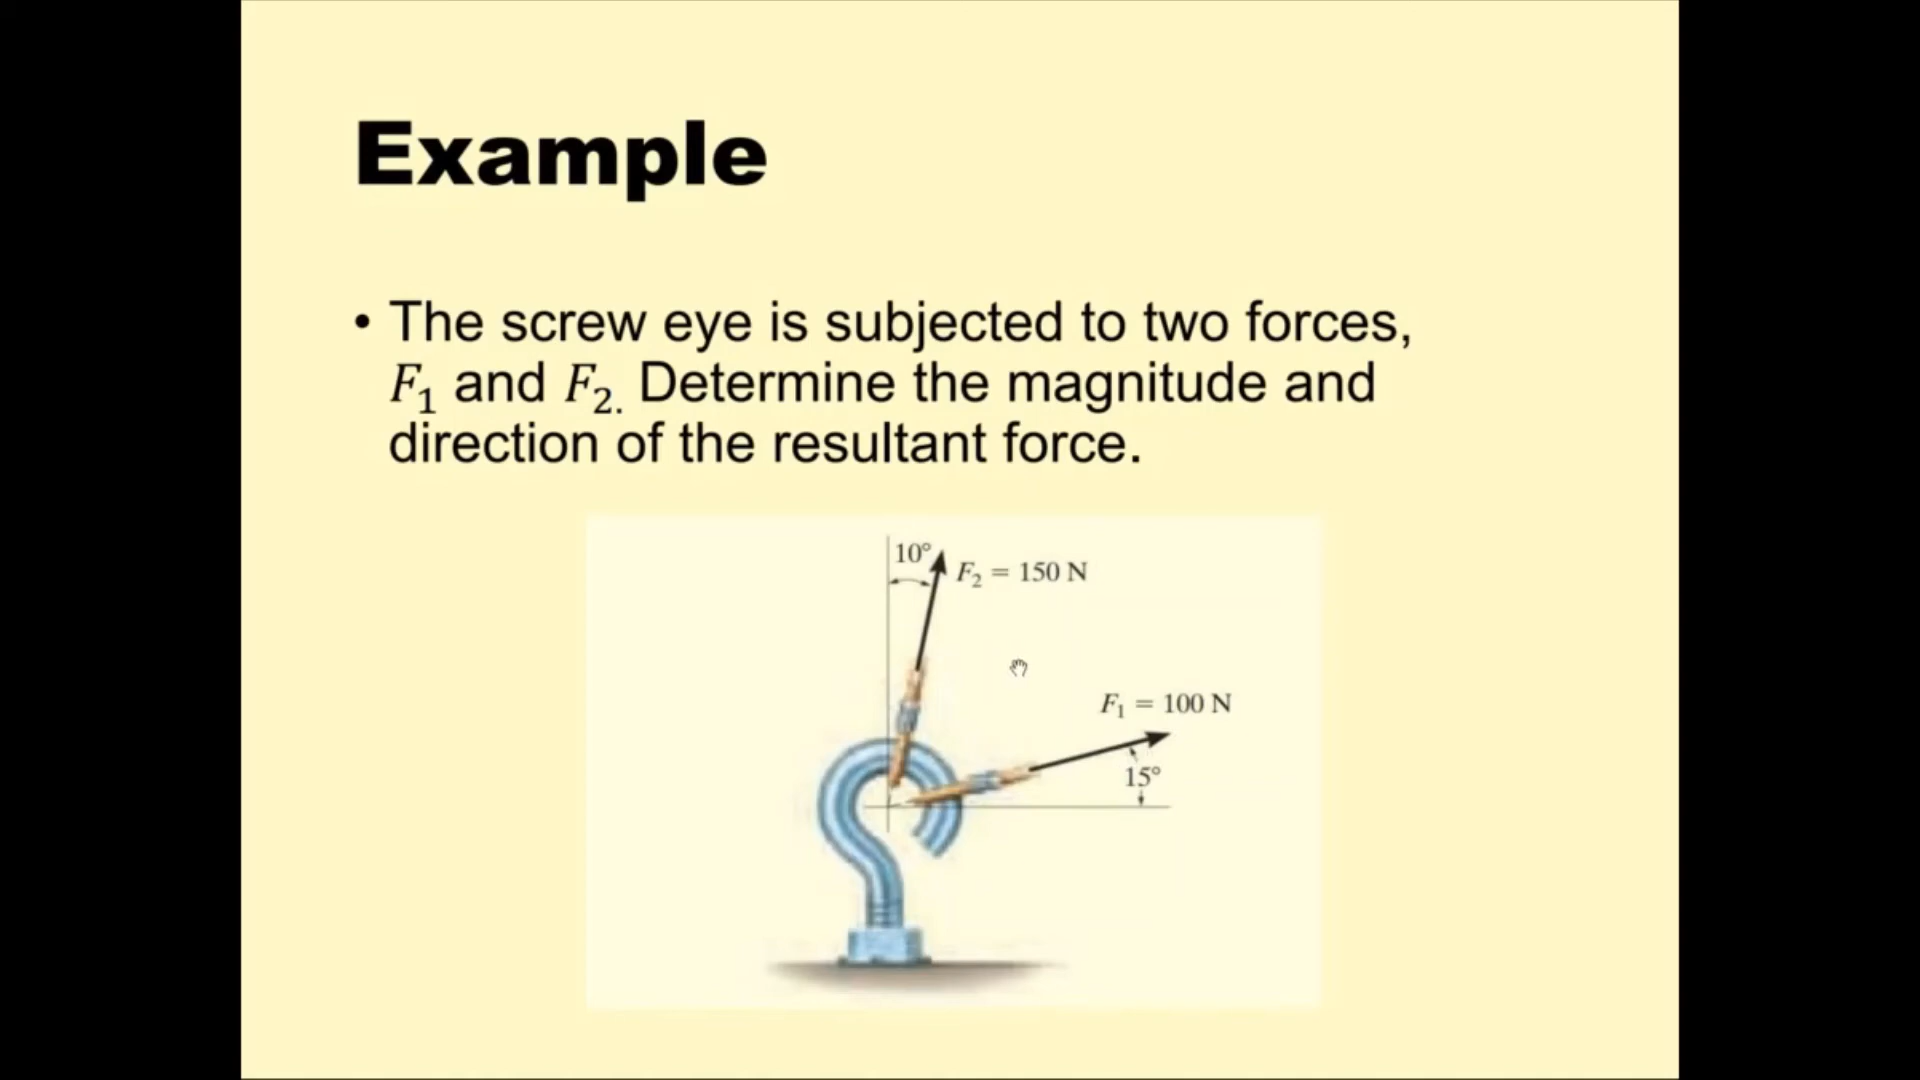 Example
• The screw eye is subjected to two forces,
F₁ and F₂. Determine the magnitude and
direction of the resultant force.
10°
F₂ = 150 N
F₁ = 100 N
15°